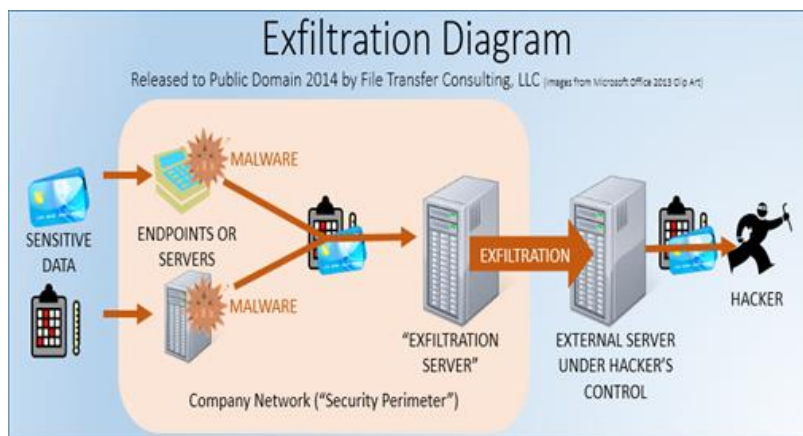 Exfiltration Diagram
Released to Public Domain 2014 by File Transfer Consulting, LLC (Images from Microsoft Office 2013 Clip Art)
MALWARE
SENSITIVE
DATA
ENDPOINTS OR
SERVERS
MALWARE
"EXFILTRATION
SERVER"
EXFILTRATION
EXTERNAL SERVER
UNDER HACKER'S
CONTROL
HACKER
Company Network ("Security Perimeter")